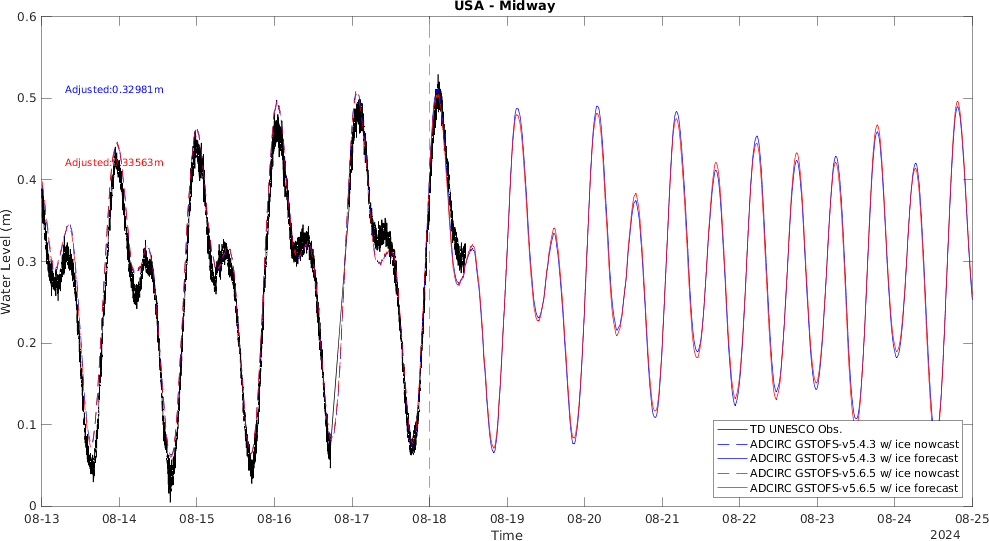 USA - Midway
0.6
0.5
0.4
0.3
0.2
0.1
0
Water Level (m)
Adjusted:0.32981m
Adjusted:0.33563m
TD UNESCO Obs.
ADCIRC GSTOFS-v5.4.3 w/ ice nowcast
ADCIRC GSTOFS-v5.4.3 w/ ice forecast
ADCIRC GSTOFS-v5.6.5 w/ ice nowcast
ADCIRC GSTOFS-v5.6.5 w/ ice forecast
08-13 08-14 08-15 08-16 08-17 08-18 08-19 08-20 08-21 08-22 08-23 08-24 08-25
Time
2024